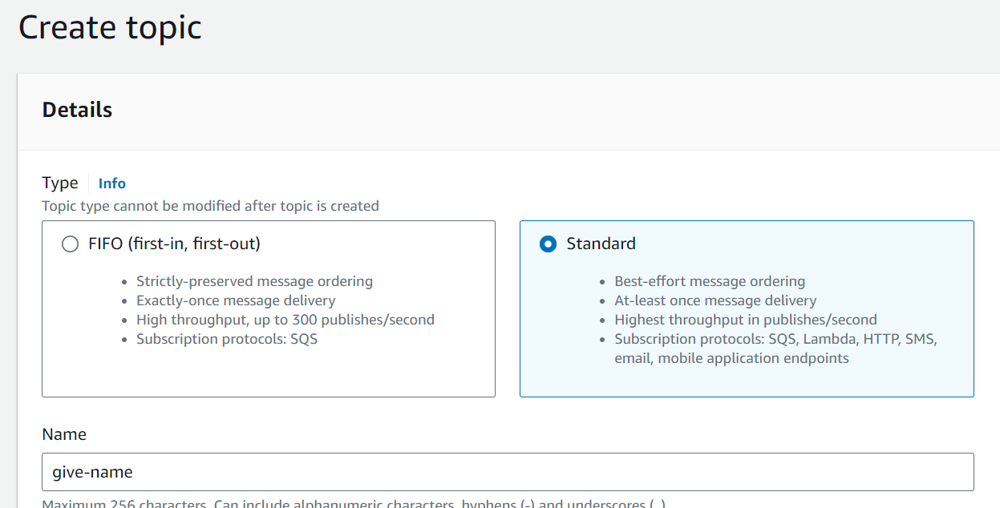 Create topic
Details
Type Info
Topic type cannot be modified after topic is created
FIFO (first-in, first-out)
• Strictly-preserved message ordering
• Exactly-once message delivery
• High throughput, up to 300 publishes/second
• Subscription protocols: SQS
Standard
• Best-effort message ordering
• At-least once message delivery
• Highest throughput in publishes/second
• Subscription protocols: SQS, Lambda, HTTP, SMS,
email, mobile application endpoints
Name
give-name
Maximum 256 characters. Can include alphanumeric characters, hyphens (-) and underscores (_).